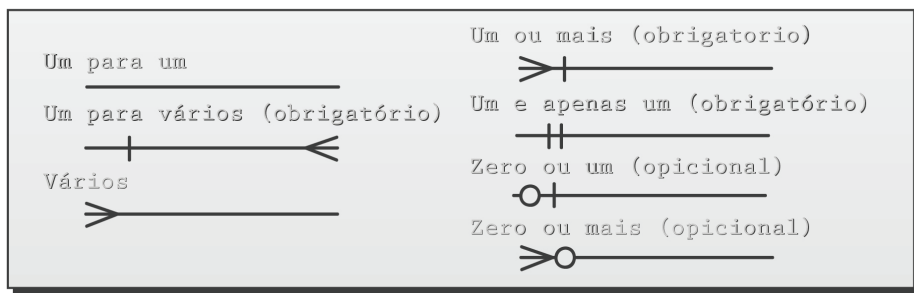 Um para um
Um para vários (obrigatório)
Vários
Um ou mais (obrigatorio)
Um e apenas um (obrigatório)
Zero ou um (opicional)
Zero ou mais (opicional)